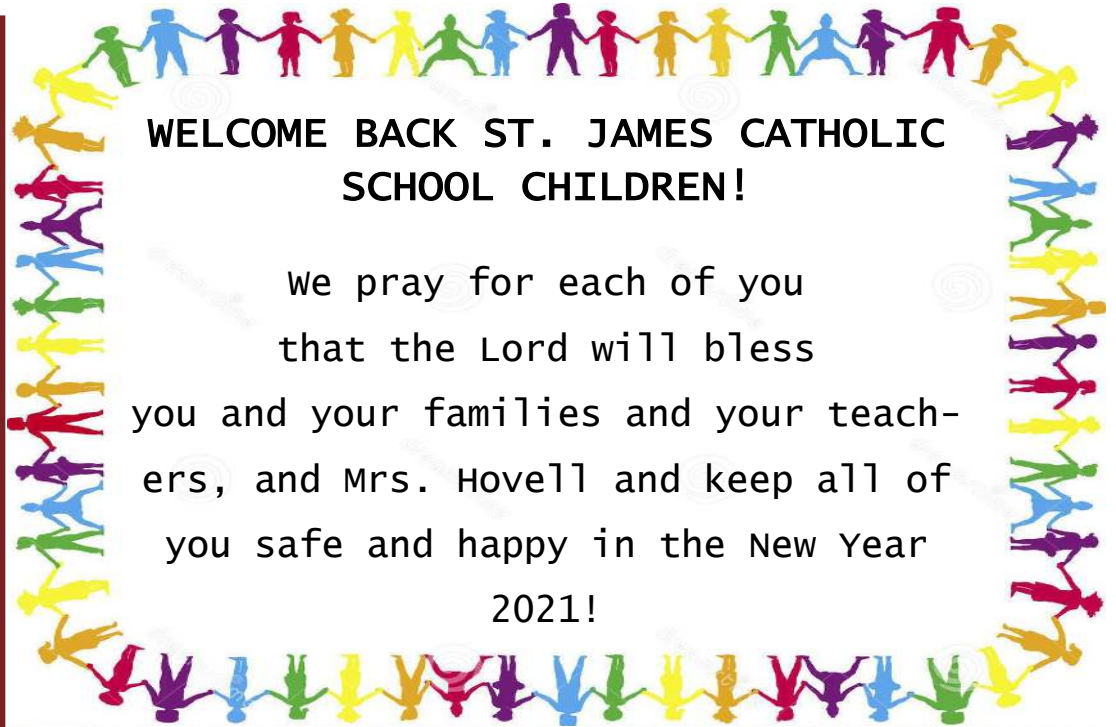 WELCOME BACK ST. JAMES CATHOLIC
SCHOOL CHILDREN!
We pray for each of you
that the Lord will bless
you and your families and your teach-
ers, and Mrs. Hovell and keep all of
you safe and happy in the New Year
2021!